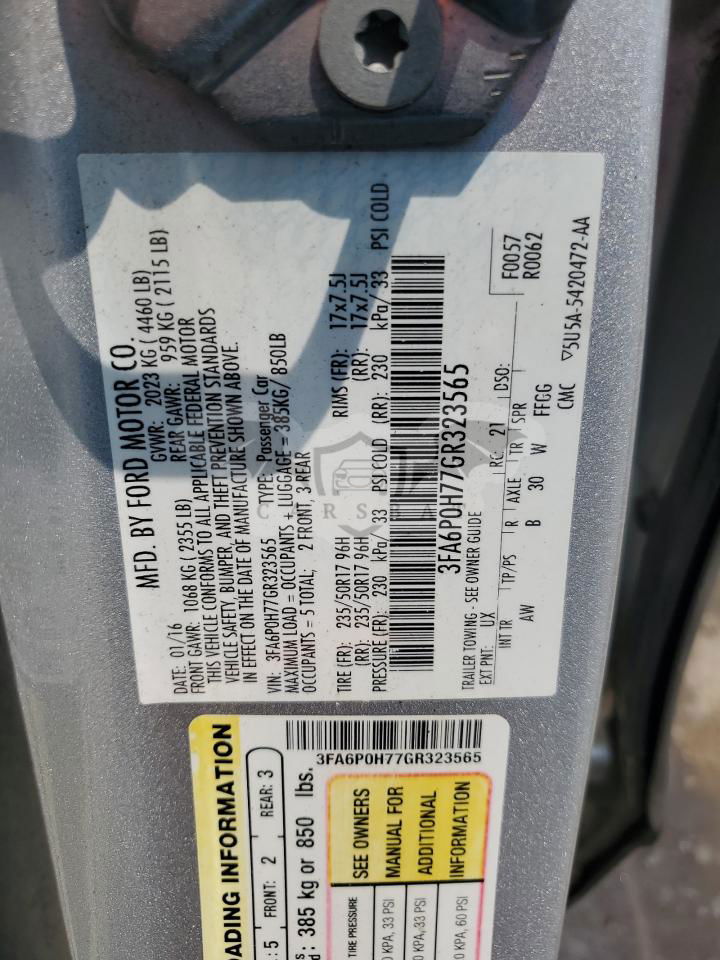 MFD. BY FORD MOTOR CO.
DATE: 01/16 GVWR: 2023 KG ( 4460 LB)
FRONT GAWR: 1068 KG ( 2355 LB) REAR GAWR: 959 KG ( 2115 LB)
THIS VEHICLE CONFORMS TO ALL APPLICABLE FEDERAL MOTOR
VEHICLE SAFETY, BUMPER, AND THEFT PREVENTION STANDARDS
IN EFFECT ON THE DATE OF MANUFACTURE SHOWN ABOVE.
VIN: 3FA6P0H77GR323565 TYPE: Passenger Car
MAXIMUM LOAD = OCCUPANTS + LUGGAGE = 385KG/ 850LB
OCCUPANTS = 5 TOTAL; 2 FRONT, 3 REAR
TIRE (FR): 235/50R17 96H RIMS (FR): 17x7.5J
(RR): 235/50R17 96H (RR): 17x7.5J
PRESSURE (FR): 230 kPa/ 33 PSI COLD (RR): 230 kPa/ 33 PSI COLD
3FA6P0H77GR323565
TRAILER TOWING - SEE OWNER GUIDE
EXT PNT: UX RC: 21 DSO: F0057
INT TR TP/PS R AXLE TR SPR R0062
AW B 30 W FFGG
CMC ▽5U5A-5420472-AA
3FA6P0H77GR323565
ADING INFORMATION
: 5 FRONT: 2 REAR: 3
: 385 kg or 850 lbs.
TIRE PRESSURE SEE OWNERS
0 KPA, 33 PSI MANUAL FOR
0 KPA, 33 PSI ADDITIONAL
0 KPA, 60 PSI INFORMATION